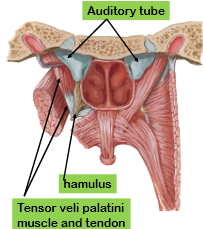 Auditory tube
hamulus
Tensor veli palatini
muscle and tendon